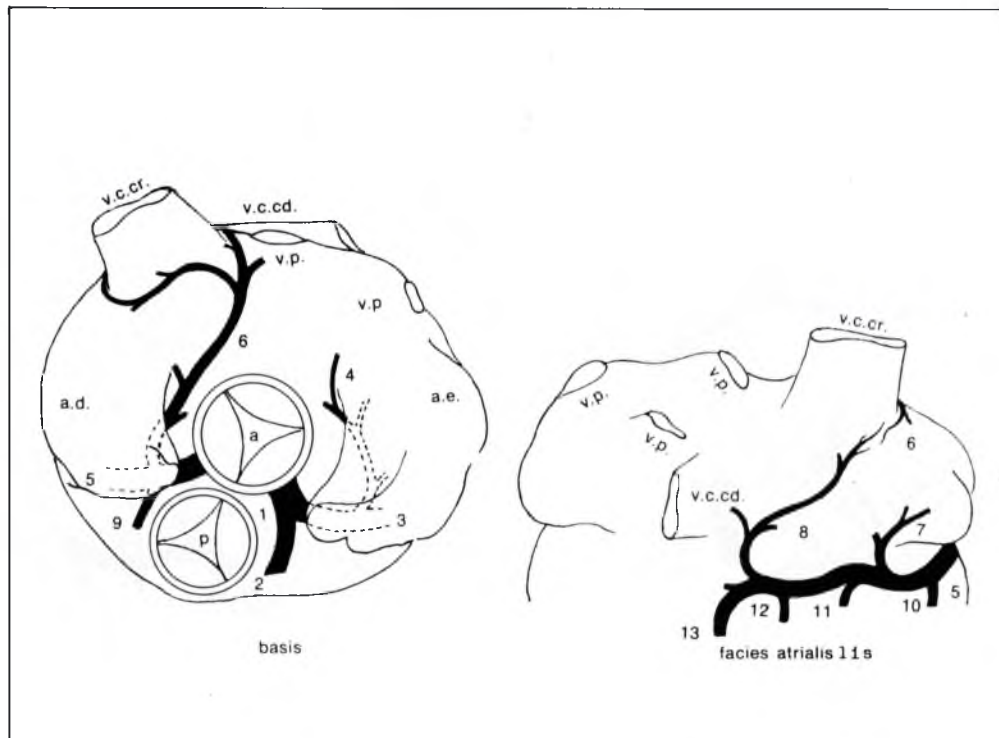 v.c.cr.
v.c.cd.
v.p.
v.p
6
4
a.d.
a.e.
a
5
9
1
3
p
2
basis
v.c.cr.
v.p.
v.p.
v.p.
6
v.c.cd.
8
7
5
10
11
12
13
facies atrialis lis